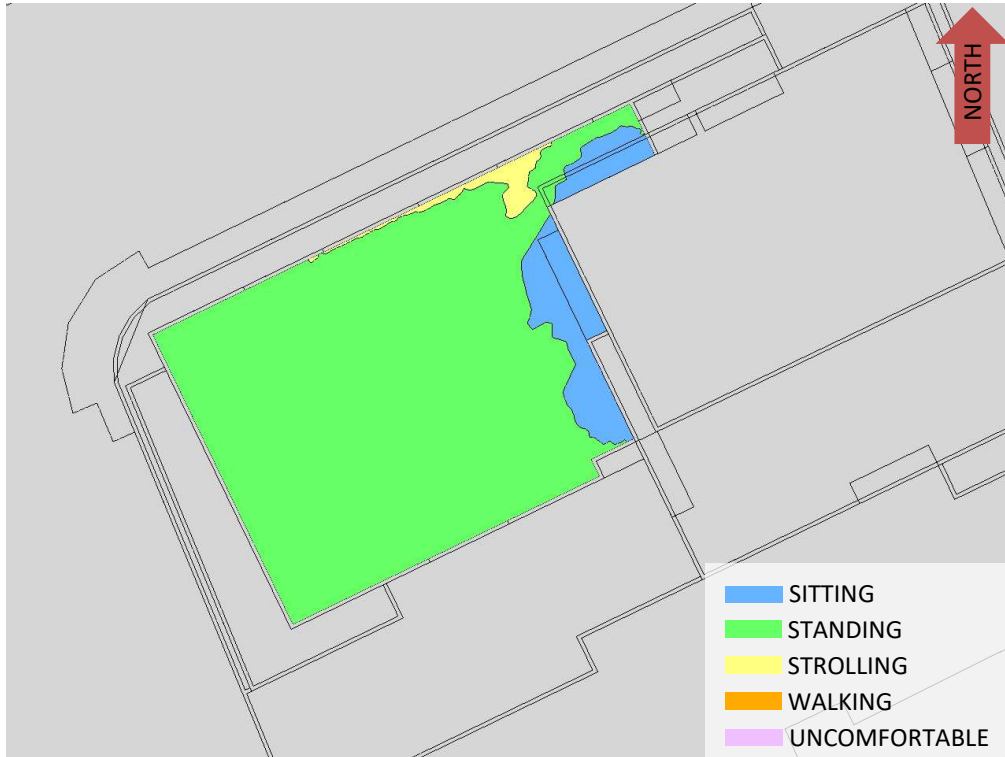 NORTH
SITTING
STANDING
STROLLING
WALKING
UNCOMFORTABLE